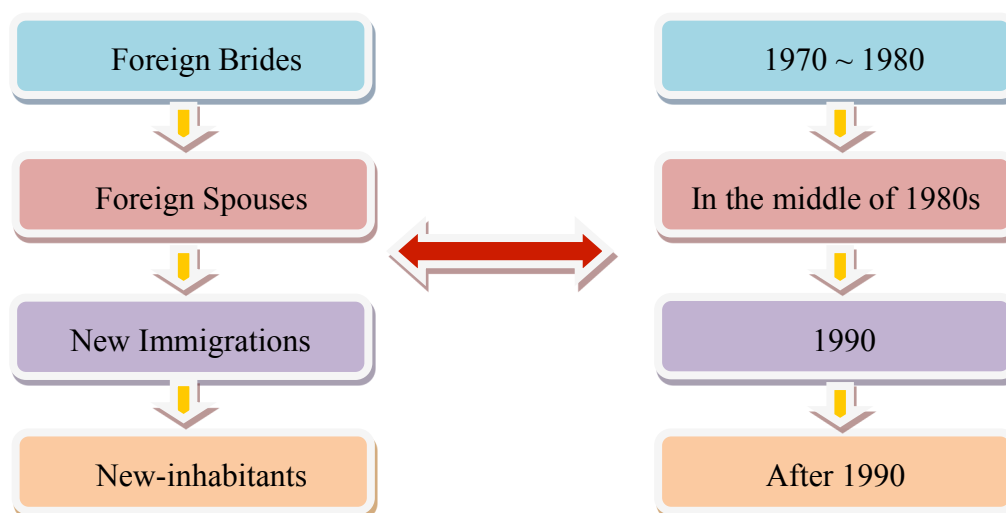 Foreign Brides
1970 ~ 1980
Foreign Spouses
In the middle of 1980s
New Immigrations
1990
New-inhabitants
After 1990